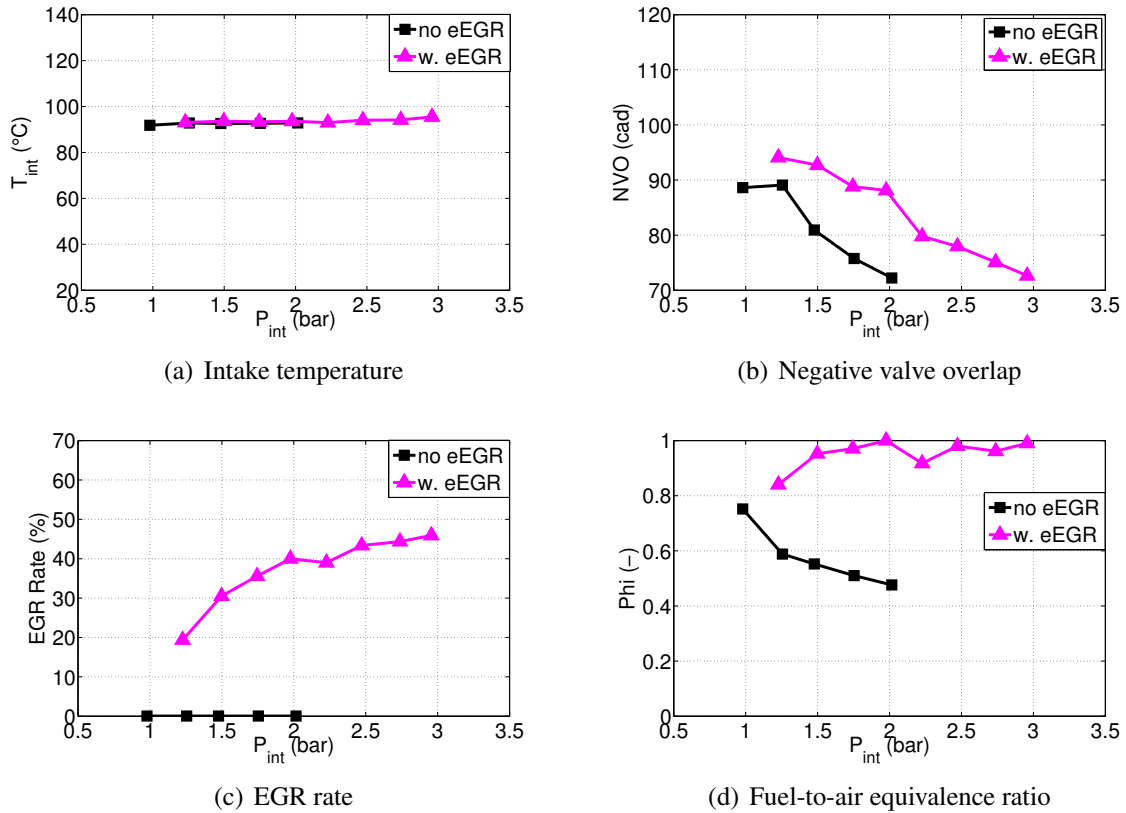 140
120
100
80
60
40
20
T_int (°C)
no eEGR
w. eEGR
0.5 1 1.5 2 2.5 3 3.5
P_int (bar)
(a) Intake temperature
120
110
100
90
80
70
NVO (cad)
no eEGR
w. eEGR
0.5 1 1.5 2 2.5 3 3.5
P_int (bar)
(b) Negative valve overlap
70
60
50
40
30
20
10
0
EGR Rate (%)
no eEGR
w. eEGR
0.5 1 1.5 2 2.5 3 3.5
P_int (bar)
(c) EGR rate
1
0.8
0.6
0.4
0.2
0
Phi (−)
no eEGR
w. eEGR
0.5 1 1.5 2 2.5 3 3.5
P_int (bar)
(d) Fuel-to-air equivalence ratio